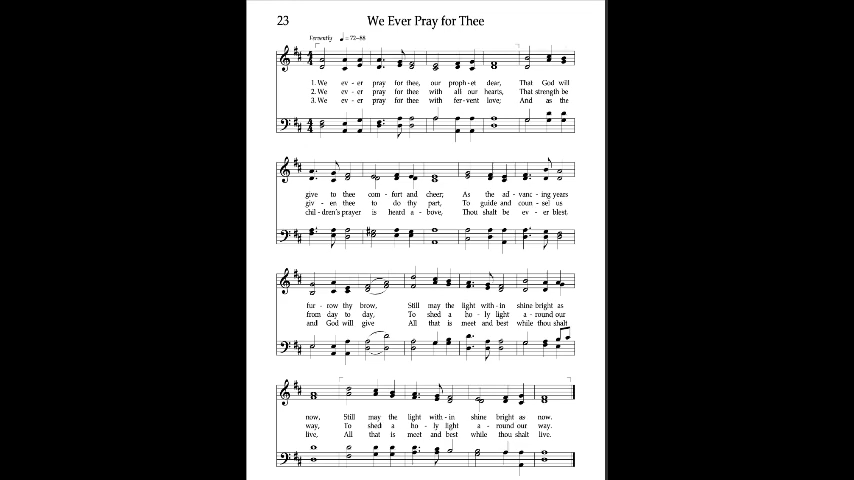 23 We Ever Pray for Thee
Fervently ♩ = 72–88
1. We ev - er pray for thee, our proph - et dear, That God will
2. We ev - er pray for thee with all our hearts, That strength be
3. We ev - er pray for thee with fer - vent love; And as the
give to thee com - fort and cheer; As the ad - vanc - ing years
giv - en thee to do thy part, To guide and coun - sel us
chil - dren's prayer is heard a - bove, Thou shalt be ev - er blest.
fur - row thy brow, Still may the light with - in shine bright as
from day to day, To shed a ho - ly light a - round our
and God will give All that is meet and best while thou shalt
now, Still may the light with - in shine bright as now.
way, To shed a ho - ly light a - round our way.
live, All that is meet and best while thou shalt live.